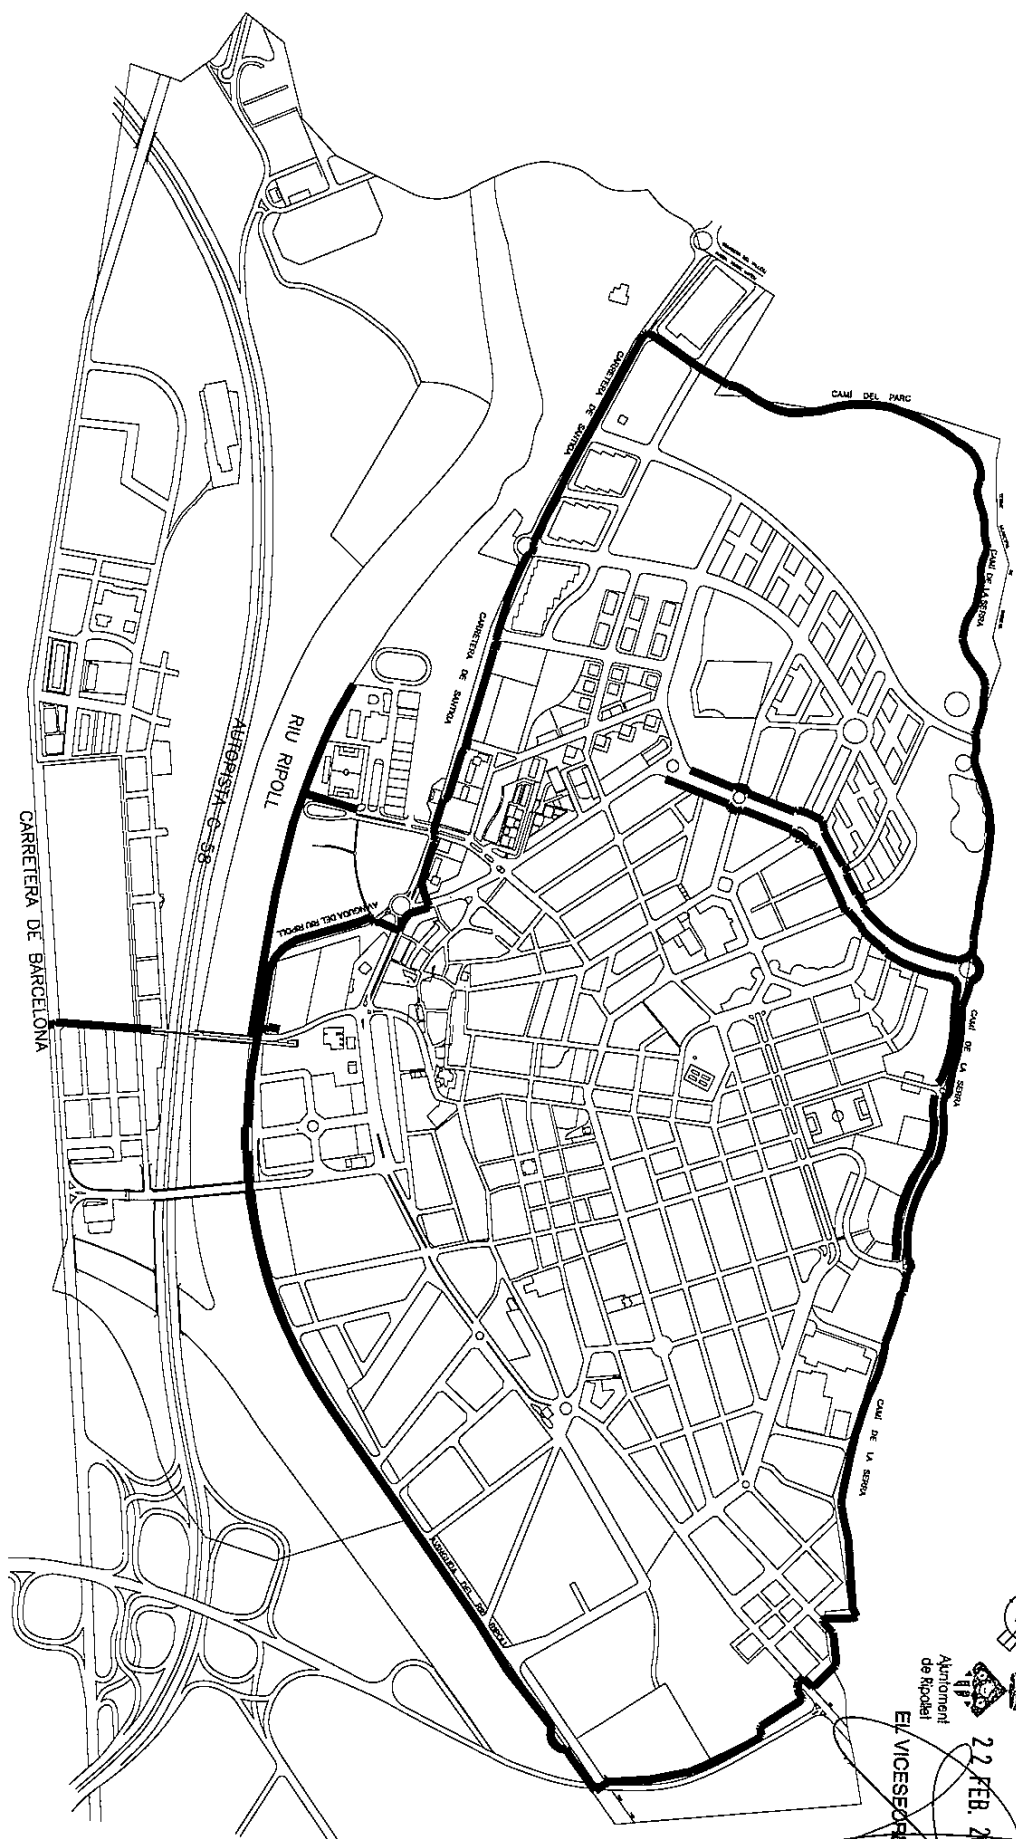 CAMÍ DEL PARC
CARRETERA DE SANTIGA
CAMÍ DE LA SERRA
CARRETERA DE SANTIGA
RIU RIPOLL
AUTOPISTA C-58
CARRETERA DE BARCELONA
AVINGUDA DEL RIU RIPOLL
CAMÍ DE LA SERRA
CAMÍ DE LA SERRA
AVINGUDA DEL RIU RIPOLL
Ajuntament
de Ripollet
22 FEB.
EL VICESECR